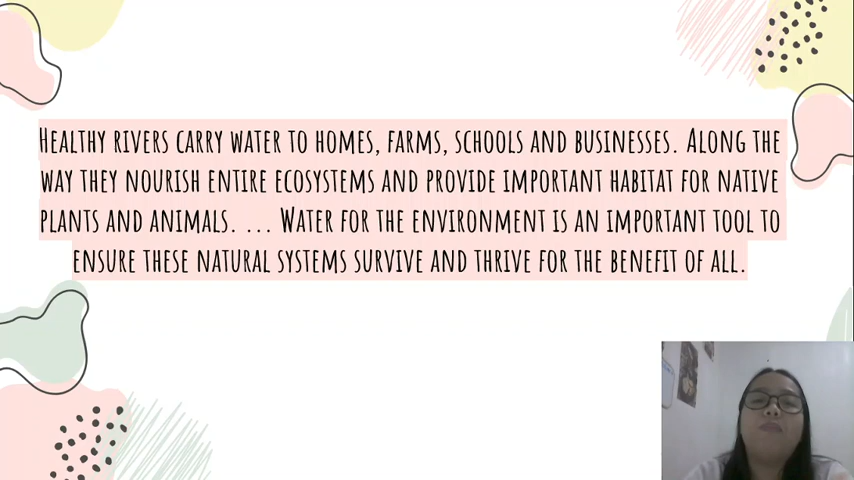 Healthy rivers carry water to homes, farms, schools and businesses. Along the
way they nourish entire ecosystems and provide important habitat for native
plants and animals. ... Water for the environment is an important tool to
ensure these natural systems survive and thrive for the benefit of all.